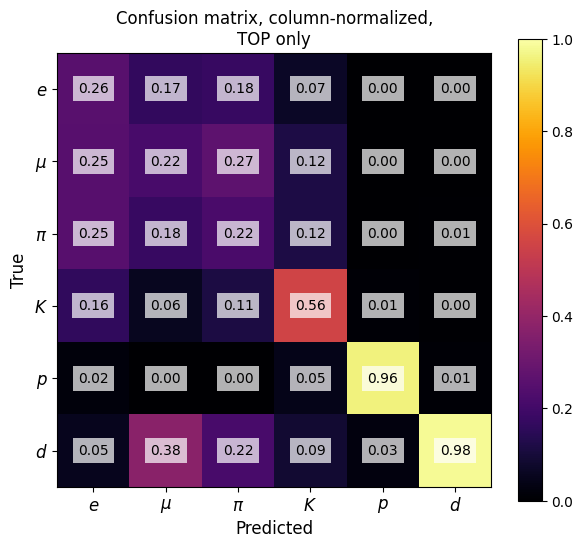 Confusion matrix, column-normalized,
TOP only
e 0.26 0.17 0.18 0.07 0.00 0.00
μ 0.25 0.22 0.27 0.12 0.00 0.00
π 0.25 0.18 0.22 0.12 0.00 0.01
K 0.16 0.06 0.11 0.56 0.01 0.00
p 0.02 0.00 0.00 0.05 0.96 0.01
d 0.05 0.38 0.22 0.09 0.03 0.98
e μ π K p d
Predicted
True
1.0
0.8
0.6
0.4
0.2
0.0